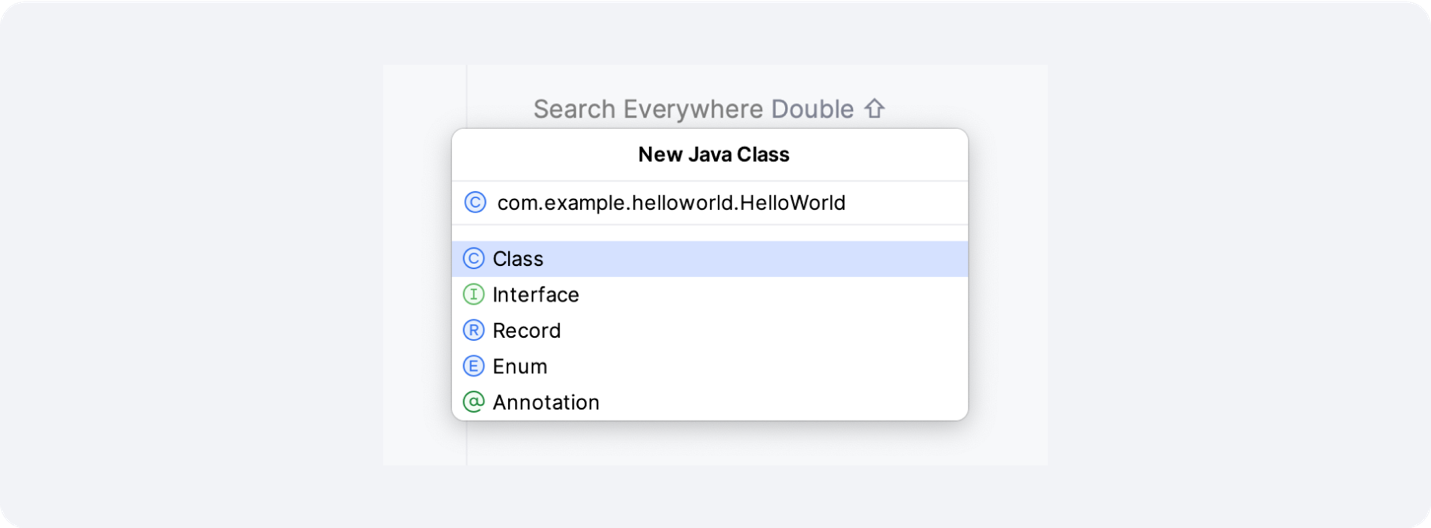 Search Everywhere Double ⇧
New Java Class
C com.example.helloworld.HelloWorld
C Class
I Interface
R Record
E Enum
@ Annotation